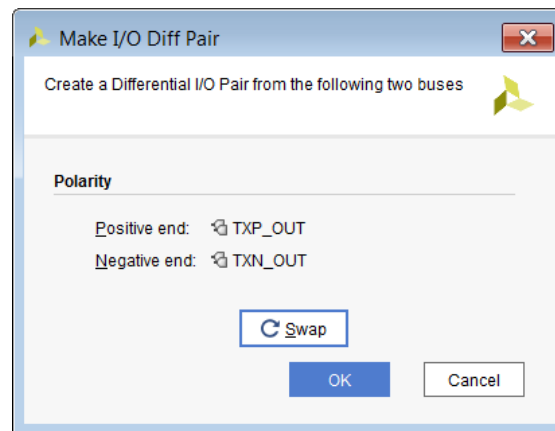 Make I/O Diff Pair
Create a Differential I/O Pair from the following two buses
Polarity
Positive end: TXP_OUT
Negative end: TXN_OUT
Swap
OK Cancel